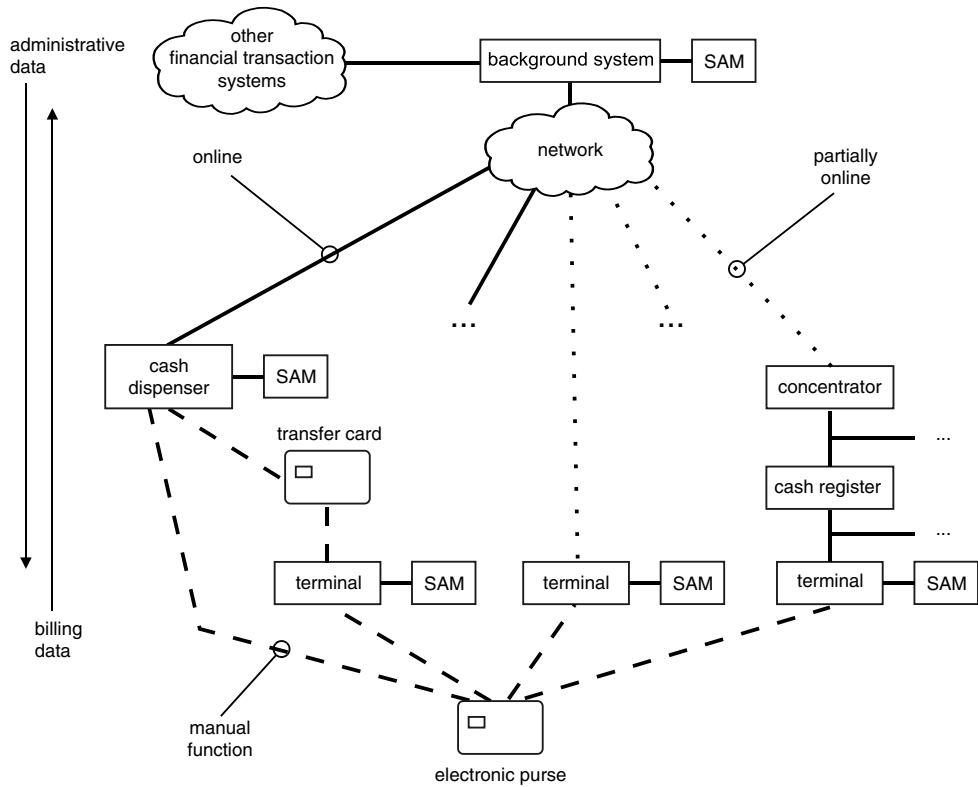 administrative
data
other
financial transaction
systems
background system
SAM
network
online
partially
online
...
...
cash
dispenser
SAM
concentrator
transfer card
...
cash register
...
terminal
SAM
terminal
SAM
terminal
SAM
billing
data
manual
function
electronic purse